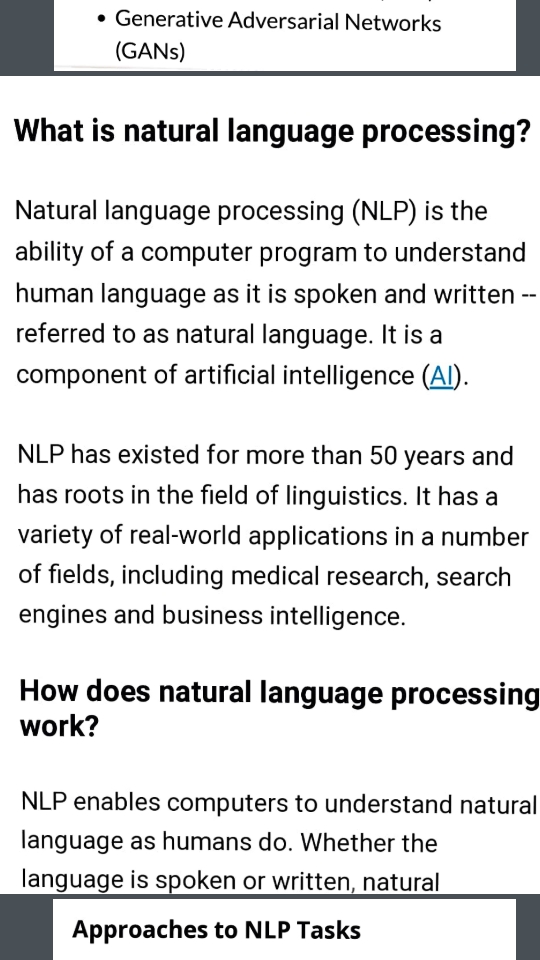 • Generative Adversarial Networks
(GANs)
What is natural language processing?
Natural language processing (NLP) is the
ability of a computer program to understand
human language as it is spoken and written --
referred to as natural language. It is a
component of artificial intelligence (AI).
NLP has existed for more than 50 years and
has roots in the field of linguistics. It has a
variety of real-world applications in a number
of fields, including medical research, search
engines and business intelligence.
How does natural language processing
work?
NLP enables computers to understand natural
language as humans do. Whether the
language is spoken or written, natural
Approaches to NLP Tasks